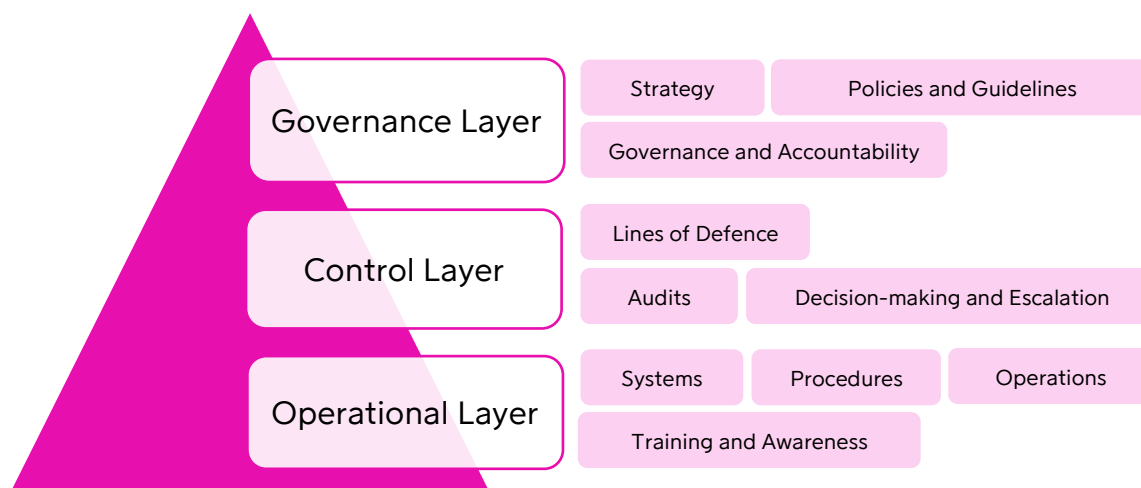 Governance Layer
Strategy
Policies and Guidelines
Governance and Accountability
Control Layer
Lines of Defence
Audits
Decision-making and Escalation
Operational Layer
Systems
Procedures
Operations
Training and Awareness